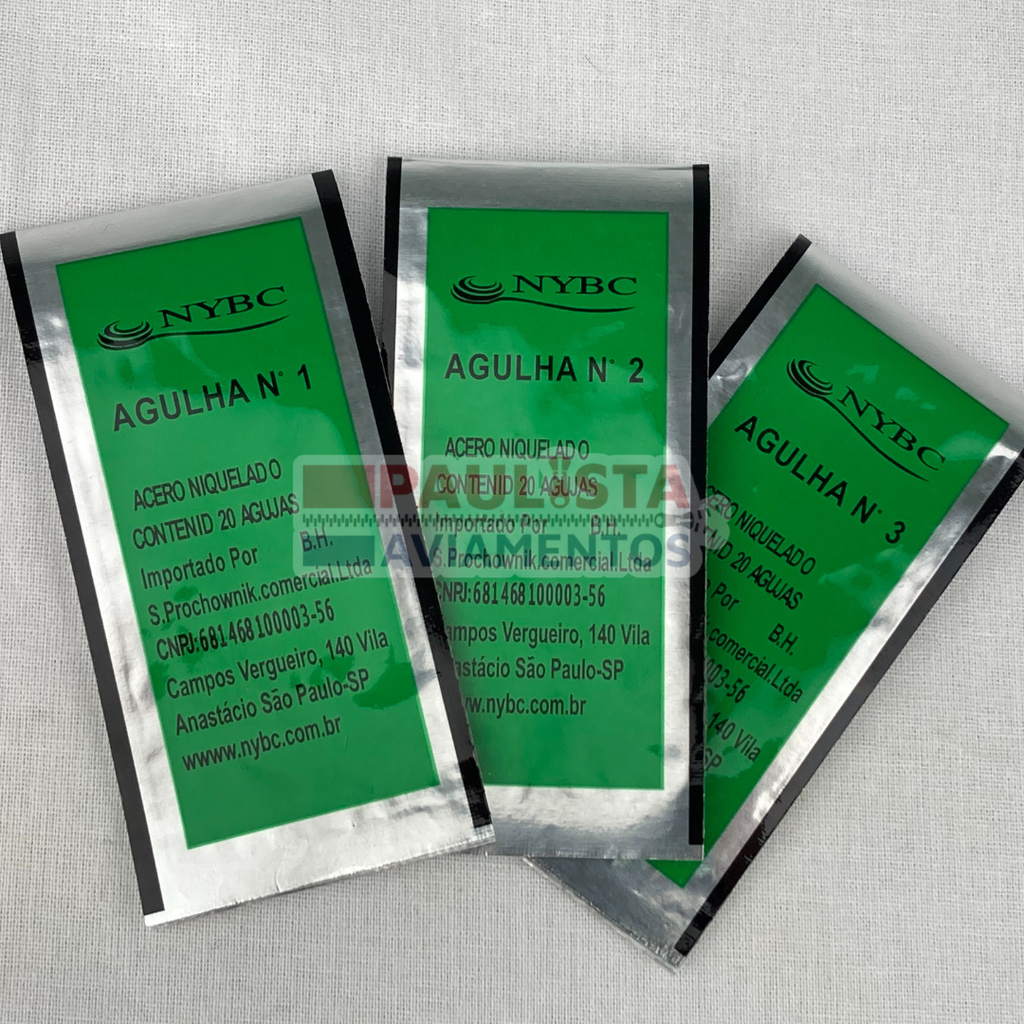 NYBC
AGULHA N° 1
ACERO NIQUELADO
CONTENID 20 AGUJAS
Importado Por B.H.
S.Prochownik.comercial.Ltda
CNPJ:681468100003-56
Campos Vergueiro, 140 Vila
Anastácio São Paulo-SP
www.nybc.com.br
NYBC
AGULHA N° 2
ACERO NIQUELADO
CONTENID 20 AGUJAS
Importado Por B.H.
S.Prochownik.comercial.Ltda
CNPJ:681468100003-56
Campos Vergueiro, 140 Vila
Anastácio São Paulo-SP
www.nybc.com.br
NYBC
AGULHA N° 3
ACERO NIQUELADO
20 AGUJAS
Por B.H.
.comercial.Ltda
0003-56
140 Vila
SP
PAULISTA
AVIAMENTOS